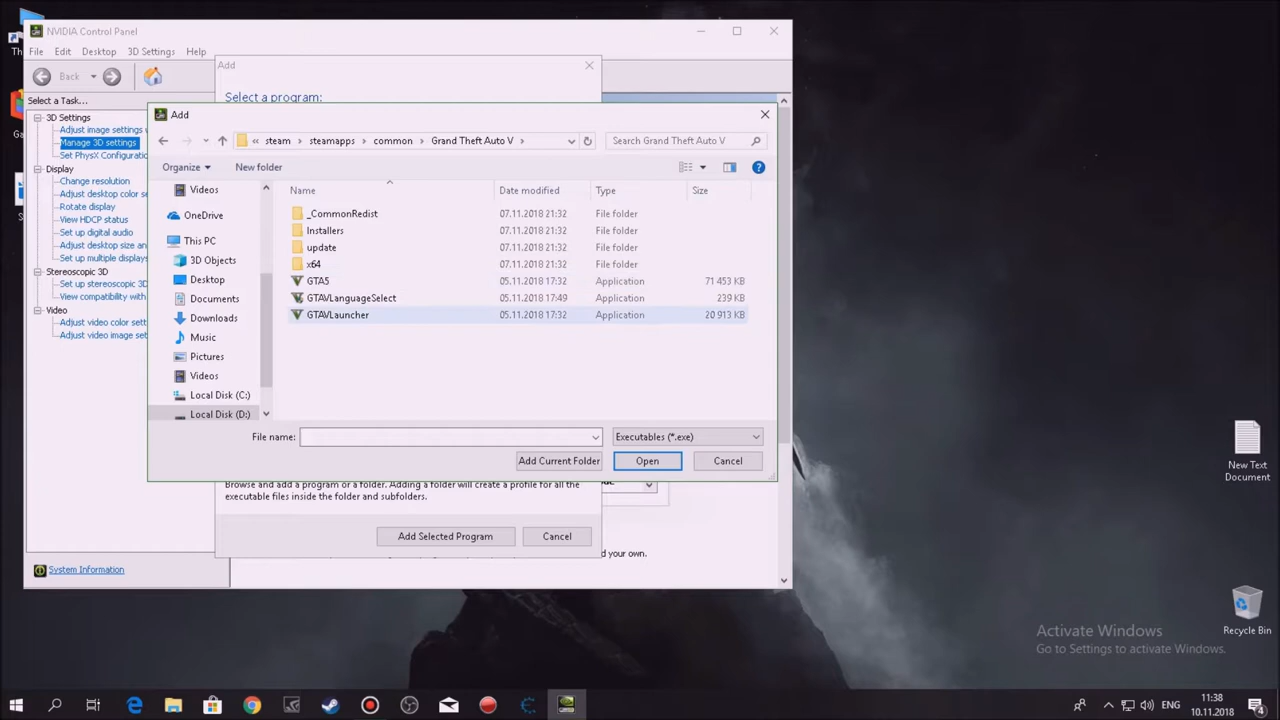 NVIDIA Control Panel
File Edit Desktop 3D Settings Help
Back
Select a Task...
3D Settings
Adjust image settings
Manage 3D settings
Set PhysX Configuratio
Display
Change resolution
Adjust desktop color se
Rotate display
View HDCP status
Set up digital audio
Adjust desktop size an
Set up multiple displays
Stereoscopic 3D
Set up stereoscopic 3D
View compatibility with
Video
Adjust video color sett
Adjust video image set
System Information
Add
Select a program:
Add
« steam › steamapps › common › Grand Theft Auto V ›
Search Grand Theft Auto V
Organize New folder
Videos
OneDrive
This PC
3D Objects
Desktop
Documents
Downloads
Music
Pictures
Videos
Local Disk (C:)
Local Disk (D:)
Name Date modified Type Size
_CommonRedist 07.11.2018 21:32 File folder
Installers 07.11.2018 21:32 File folder
update 07.11.2018 21:32 File folder
x64 07.11.2018 21:32 File folder
GTA5 05.11.2018 17:32 Application 71 453 KB
GTAVLanguageSelect 05.11.2018 17:49 Application 239 KB
GTAVLauncher 05.11.2018 17:32 Application 20 913 KB
File name: Executables (*.exe)
Add Current Folder Open Cancel
Browse and add a program or a folder. Adding a folder will create a profile for all the
executable files inside the folder and subfolders.
Add Selected Program Cancel
d your own.
New Text
Document
Recycle Bin
Activate Windows
Go to Settings to activate Windows.
ENG
11:38
10.11.2018
4